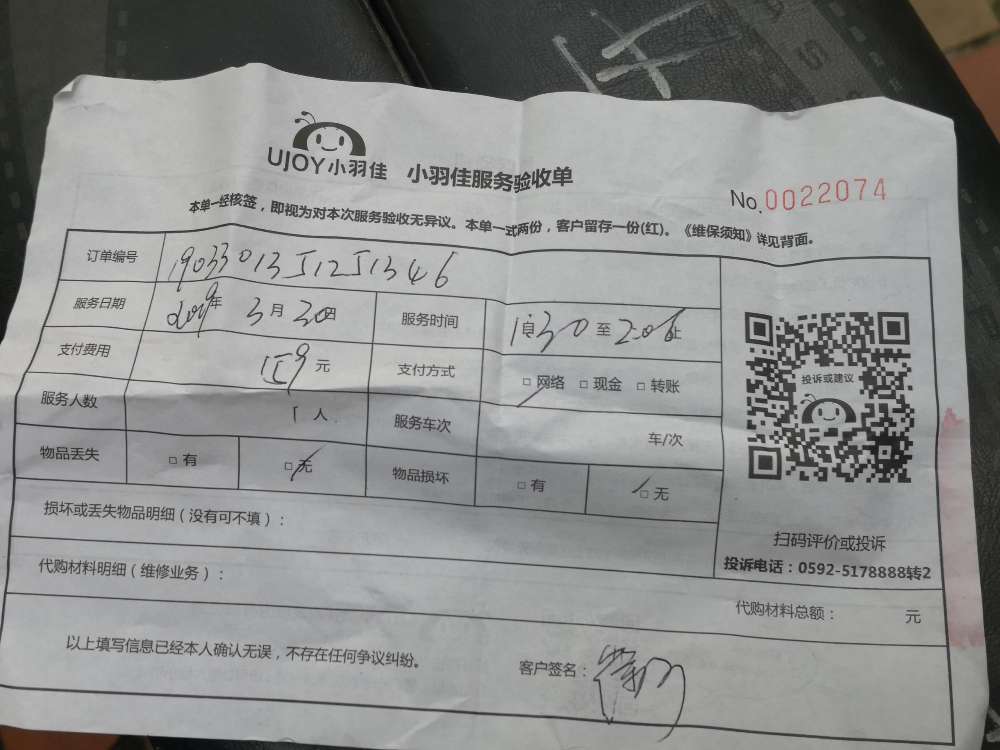 UJOY小羽佳 小羽佳服务验收单
No.0022074
本单一经核签，即视为对本次服务验收无异议。本单一式两份，客户留存一份(红)。《维保须知》详见背面。
订单编号
服务日期 2019年 3月30日 服务时间 至 止
支付费用 元 支付方式 □ 网络 □ 现金 □ 转账
服务人数 1人 服务车次 车/次
物品丢失 □ 有 □ 无 物品损坏 □ 有 □ 无
损坏或丢失物品明细（没有可不填）：
代购材料明细（维修业务）：
代购材料总额： 元
以上填写信息已经本人确认无误，不存在任何争议纠纷。
客户签名：
投诉或建议
扫码评价或投诉
投诉电话：0592-5178888转2